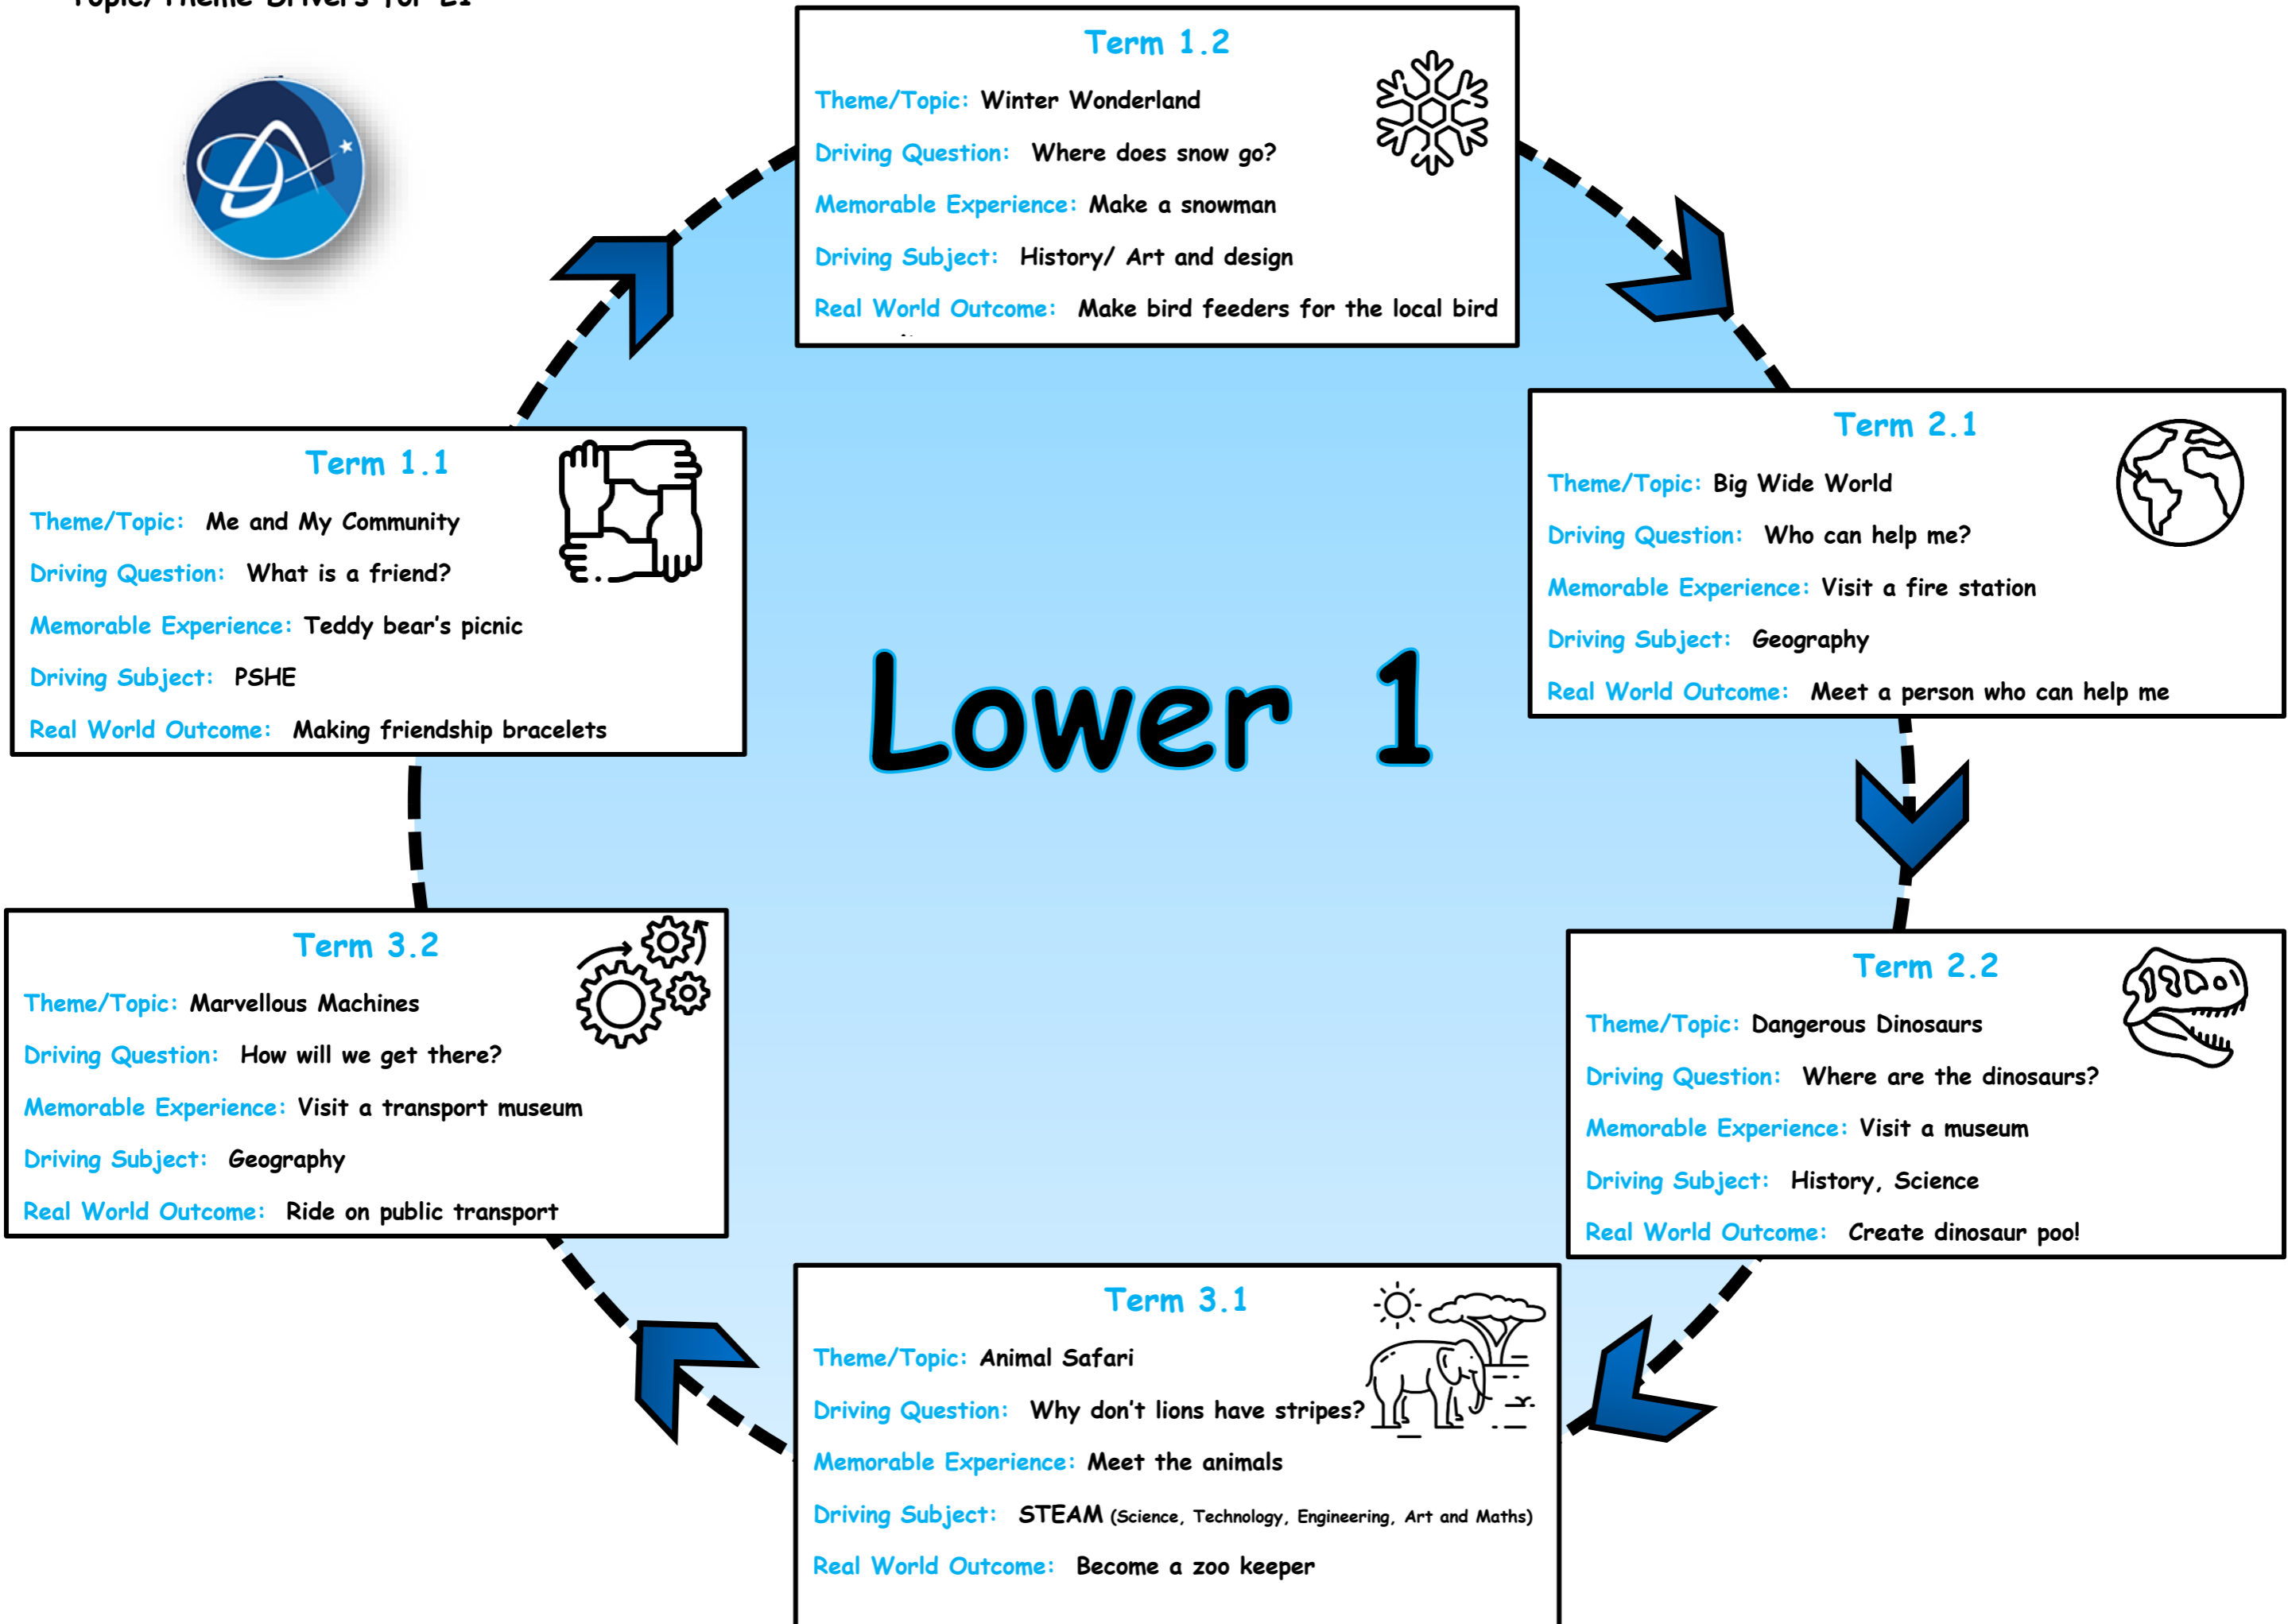 Topic/Theme Drivers for L1
Term 1.2
Theme/Topic: Winter Wonderland
Driving Question: Where does snow go?
Memorable Experience: Make a snowman
Driving Subject: History/ Art and design
Real World Outcome: Make bird feeders for the local bird
Term 1.1
Theme/Topic: Me and My Community
Driving Question: What is a friend?
Memorable Experience: Teddy bear’s picnic
Driving Subject: PSHE
Real World Outcome: Making friendship bracelets
Term 2.1
Theme/Topic: Big Wide World
Driving Question: Who can help me?
Memorable Experience: Visit a fire station
Driving Subject: Geography
Real World Outcome: Meet a person who can help me
Lower 1
Term 3.2
Theme/Topic: Marvellous Machines
Driving Question: How will we get there?
Memorable Experience: Visit a transport museum
Driving Subject: Geography
Real World Outcome: Ride on public transport
Term 2.2
Theme/Topic: Dangerous Dinosaurs
Driving Question: Where are the dinosaurs?
Memorable Experience: Visit a museum
Driving Subject: History, Science
Real World Outcome: Create dinosaur poo!
Term 3.1
Theme/Topic: Animal Safari
Driving Question: Why don’t lions have stripes?
Memorable Experience: Meet the animals
Driving Subject: STEAM (Science, Technology, Engineering, Art and Maths)
Real World Outcome: Become a zoo keeper